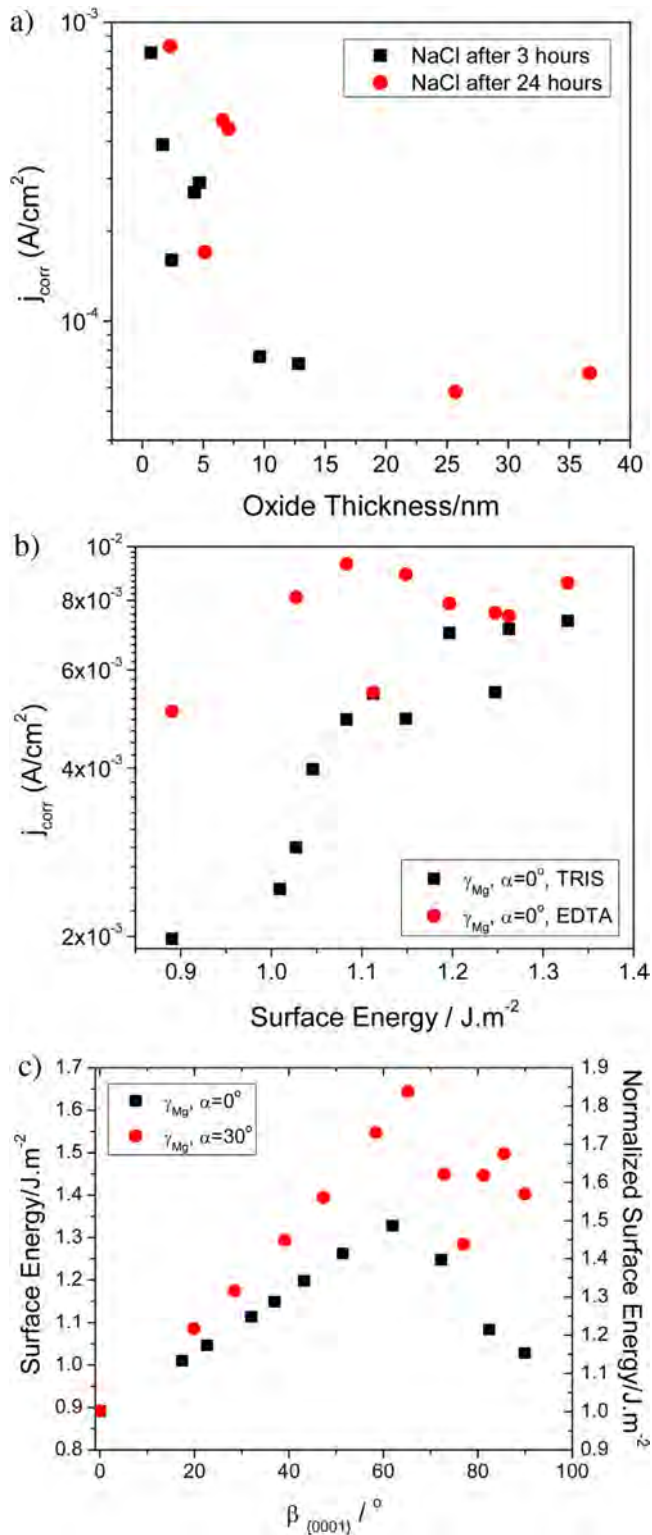 a)
10⁻³
NaCl after 3 hours
NaCl after 24 hours
10⁻⁴
j_corr (A/cm²)
0 5 10 15 20 25 30 35 40
Oxide Thickness/nm
b)
10⁻²
8x10⁻³
6x10⁻³
4x10⁻³
2x10⁻³
j_corr (A/cm²)
γ_Mg, α=0°, TRIS
γ_Mg, α=0°, EDTA
0.9 1.0 1.1 1.2 1.3 1.4
Surface Energy / J.m⁻²
c)
1.7
1.6
1.5
1.4
1.3
1.2
1.1
1.0
0.9
0.8
Surface Energy/J.m⁻²
γ_Mg, α=0°
γ_Mg, α=30°
1.9
1.8
1.7
1.6
1.5
1.4
1.3
1.2
1.1
1.0
0.9
Normalized Surface Energy/J.m⁻²
0 20 40 60 80 100
β_{0001} / °